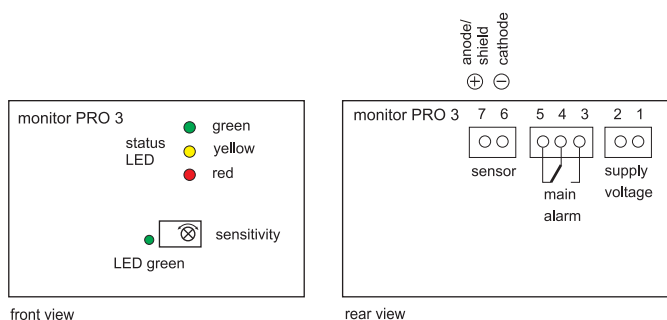 monitor PRO 3
status
LED
green
yellow
red
sensitivity
LED green
front view
anode/
shield
cathode
+ −
monitor PRO 3 7 6 5 4 3 2 1
sensor
main
alarm
supply
voltage
rear view